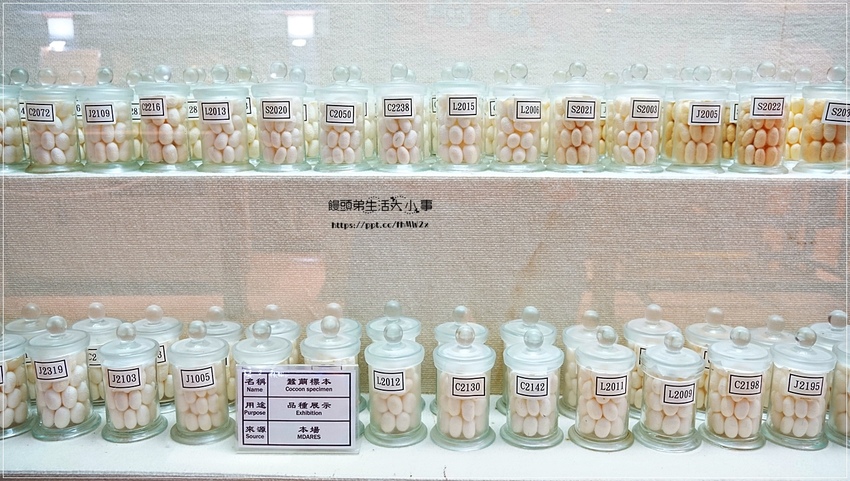 C2072
J2109
C2216
L2013
S2020
C2050
C2238
L2015
L2006
S2021
S2003
J2005
S2022
饅頭弟生活大小事
https://ppt.cc/fhMWZx
J2319
J2103
J1005
L2012
C2130
C2142
L2011
L2009
C2198
J2195
名稱 蠶繭標本
Name Cocoon specimen
用途 品種展示
Purpose Exhibition
來源 本場
Source MDARES